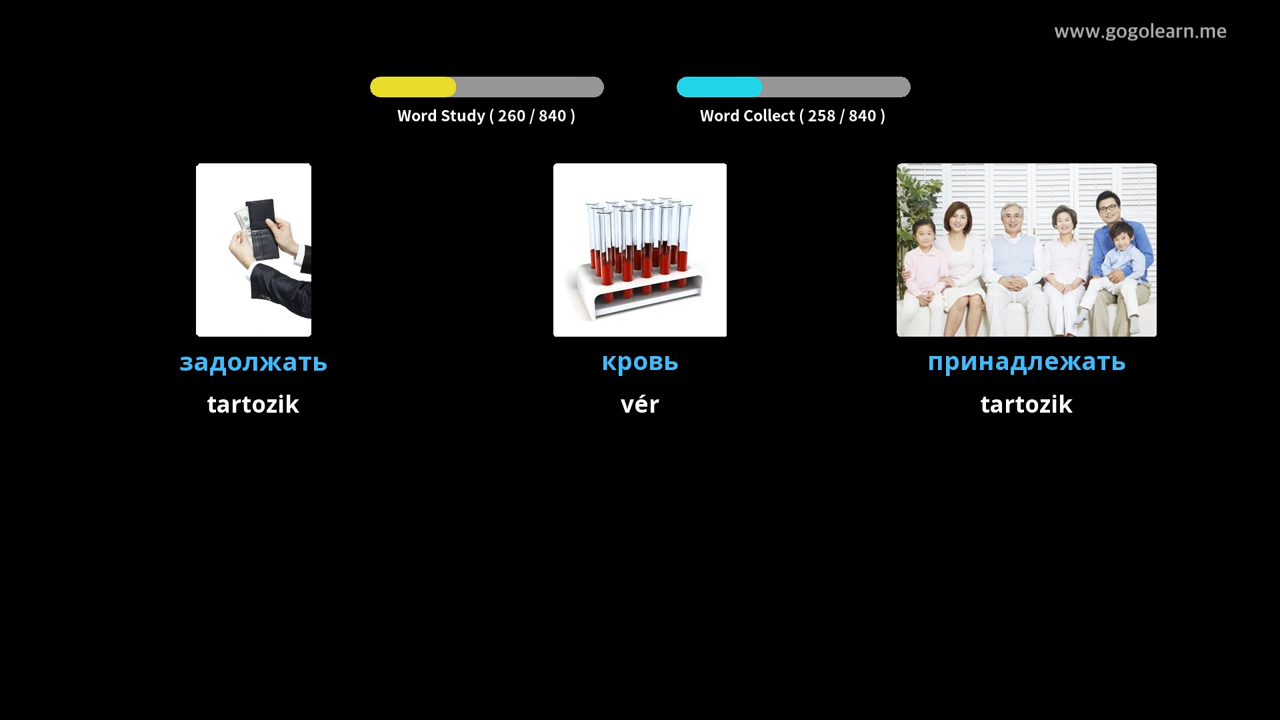 www.gogolearn.me
Word Study ( 260 / 840 )
Word Collect ( 258 / 840 )
задолжать
кровь
принадлежать
tartozik
vér
tartozik